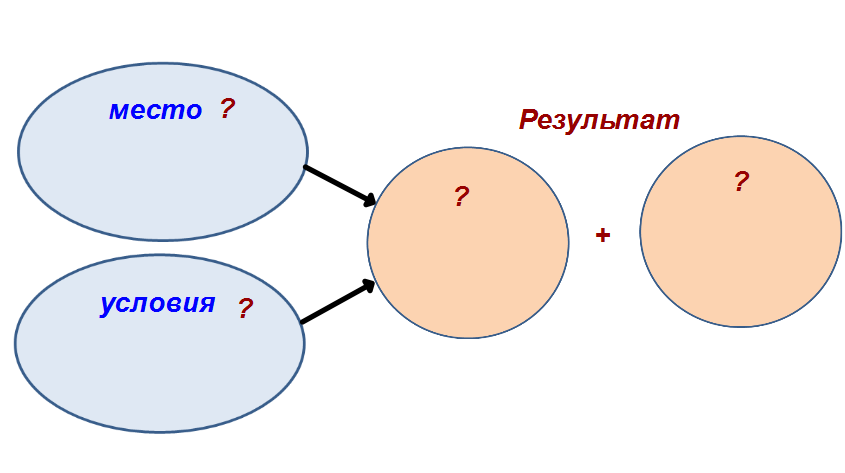 место ?
Результат
?
?
+
условия ?